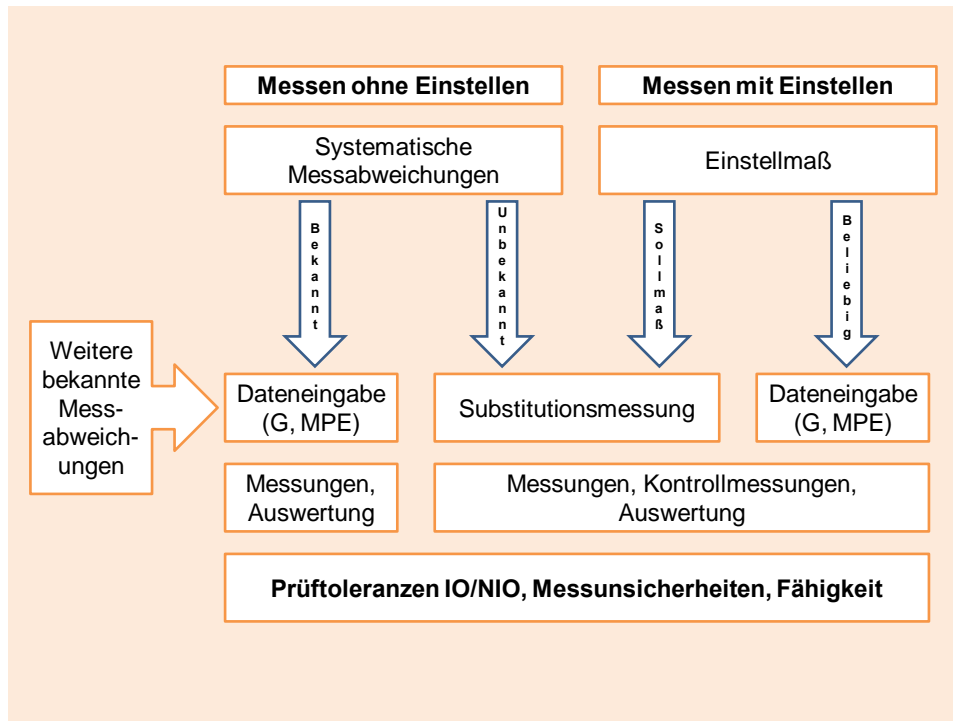 Messen ohne Einstellen
Messen mit Einstellen
Systematische
Messabweichungen
Einstellmaß
Bekannt
Unbekannt
Sollmaß
Beliebig
Weitere
bekannte
Mess-
abweich-
ungen
Dateneingabe
(G, MPE)
Substitutionsmessung
Dateneingabe
(G, MPE)
Messungen,
Auswertung
Messungen, Kontrollmessungen,
Auswertung
Prüftoleranzen IO/NIO, Messunsicherheiten, Fähigkeit